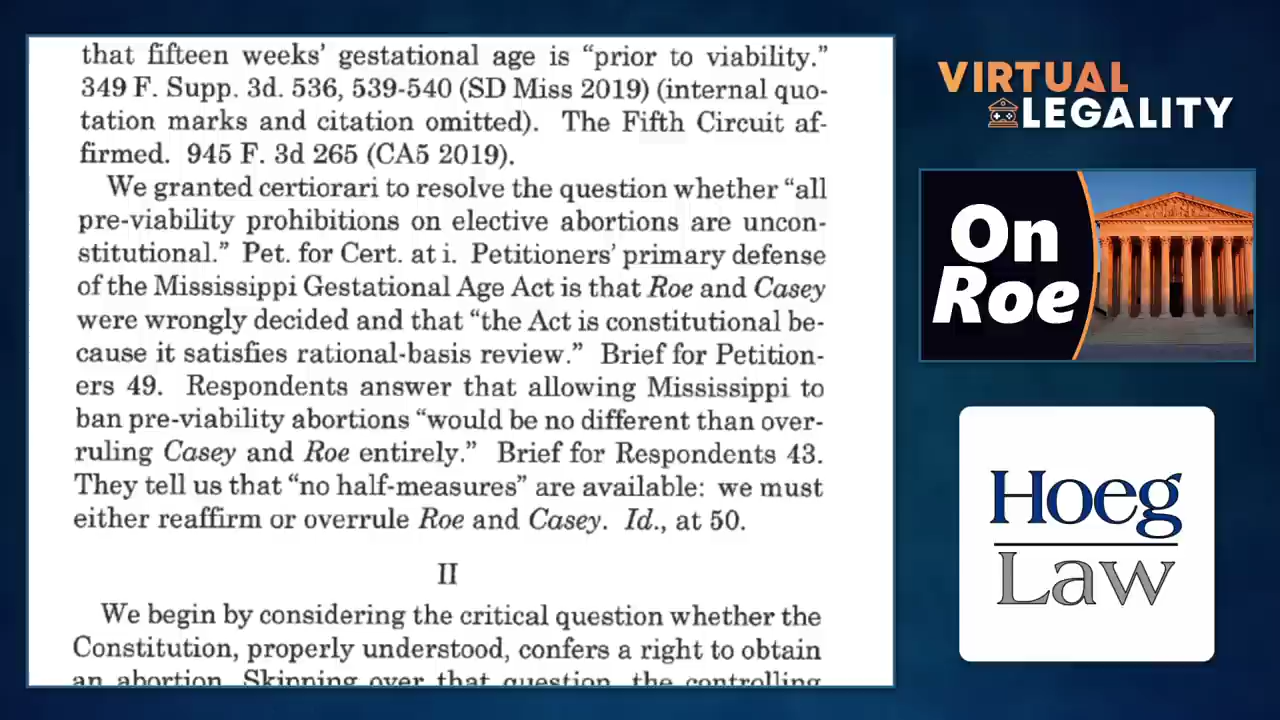 that fifteen weeks' gestational age is “prior to viability.”
349 F. Supp. 3d. 536, 539-540 (SD Miss 2019) (internal quo-
tation marks and citation omitted). The Fifth Circuit af-
firmed. 945 F. 3d 265 (CA5 2019).
We granted certiorari to resolve the question whether “all
pre-viability prohibitions on elective abortions are uncon-
stitutional.” Pet. for Cert. at i. Petitioners' primary defense
of the Mississippi Gestational Age Act is that Roe and Casey
were wrongly decided and that “the Act is constitutional be-
cause it satisfies rational-basis review.” Brief for Petition-
ers 49. Respondents answer that allowing Mississippi to
ban pre-viability abortions “would be no different than over-
ruling Casey and Roe entirely.” Brief for Respondents 43.
They tell us that “no half-measures” are available: we must
either reaffirm or overrule Roe and Casey. Id., at 50.
II
We begin by considering the critical question whether the
Constitution, properly understood, confers a right to obtain
an abortion. Skipping over that question, the controlling
VIRTUAL
LEGALITY
On
Roe
Hoeg
Law